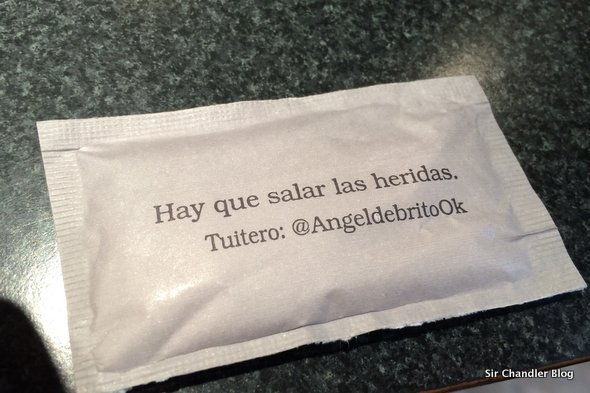 Hay que salar las heridas.
Tuitero: @AngeldebritoOk
Sir Chandler Blog